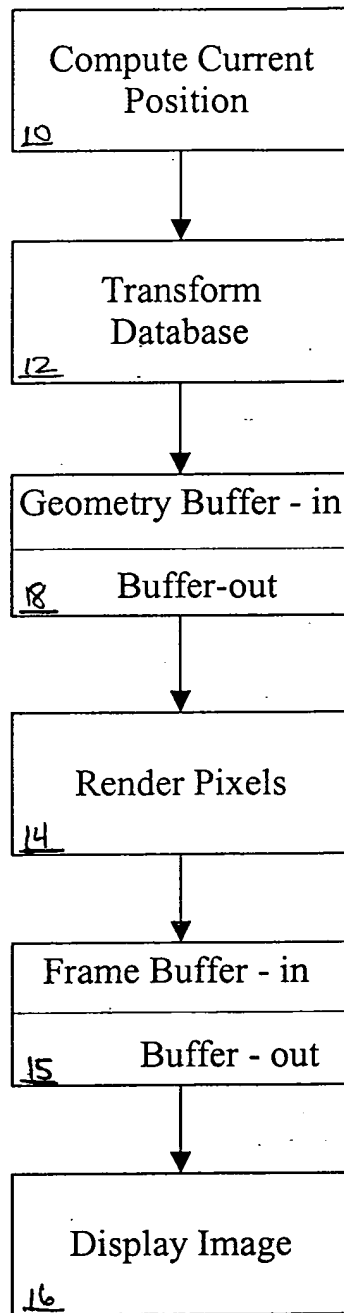 Compute Current
Position
10
Transform
Database
12
Geometry Buffer - in
18 Buffer-out
Render Pixels
14
Frame Buffer - in
15 Buffer - out
Display Image
16